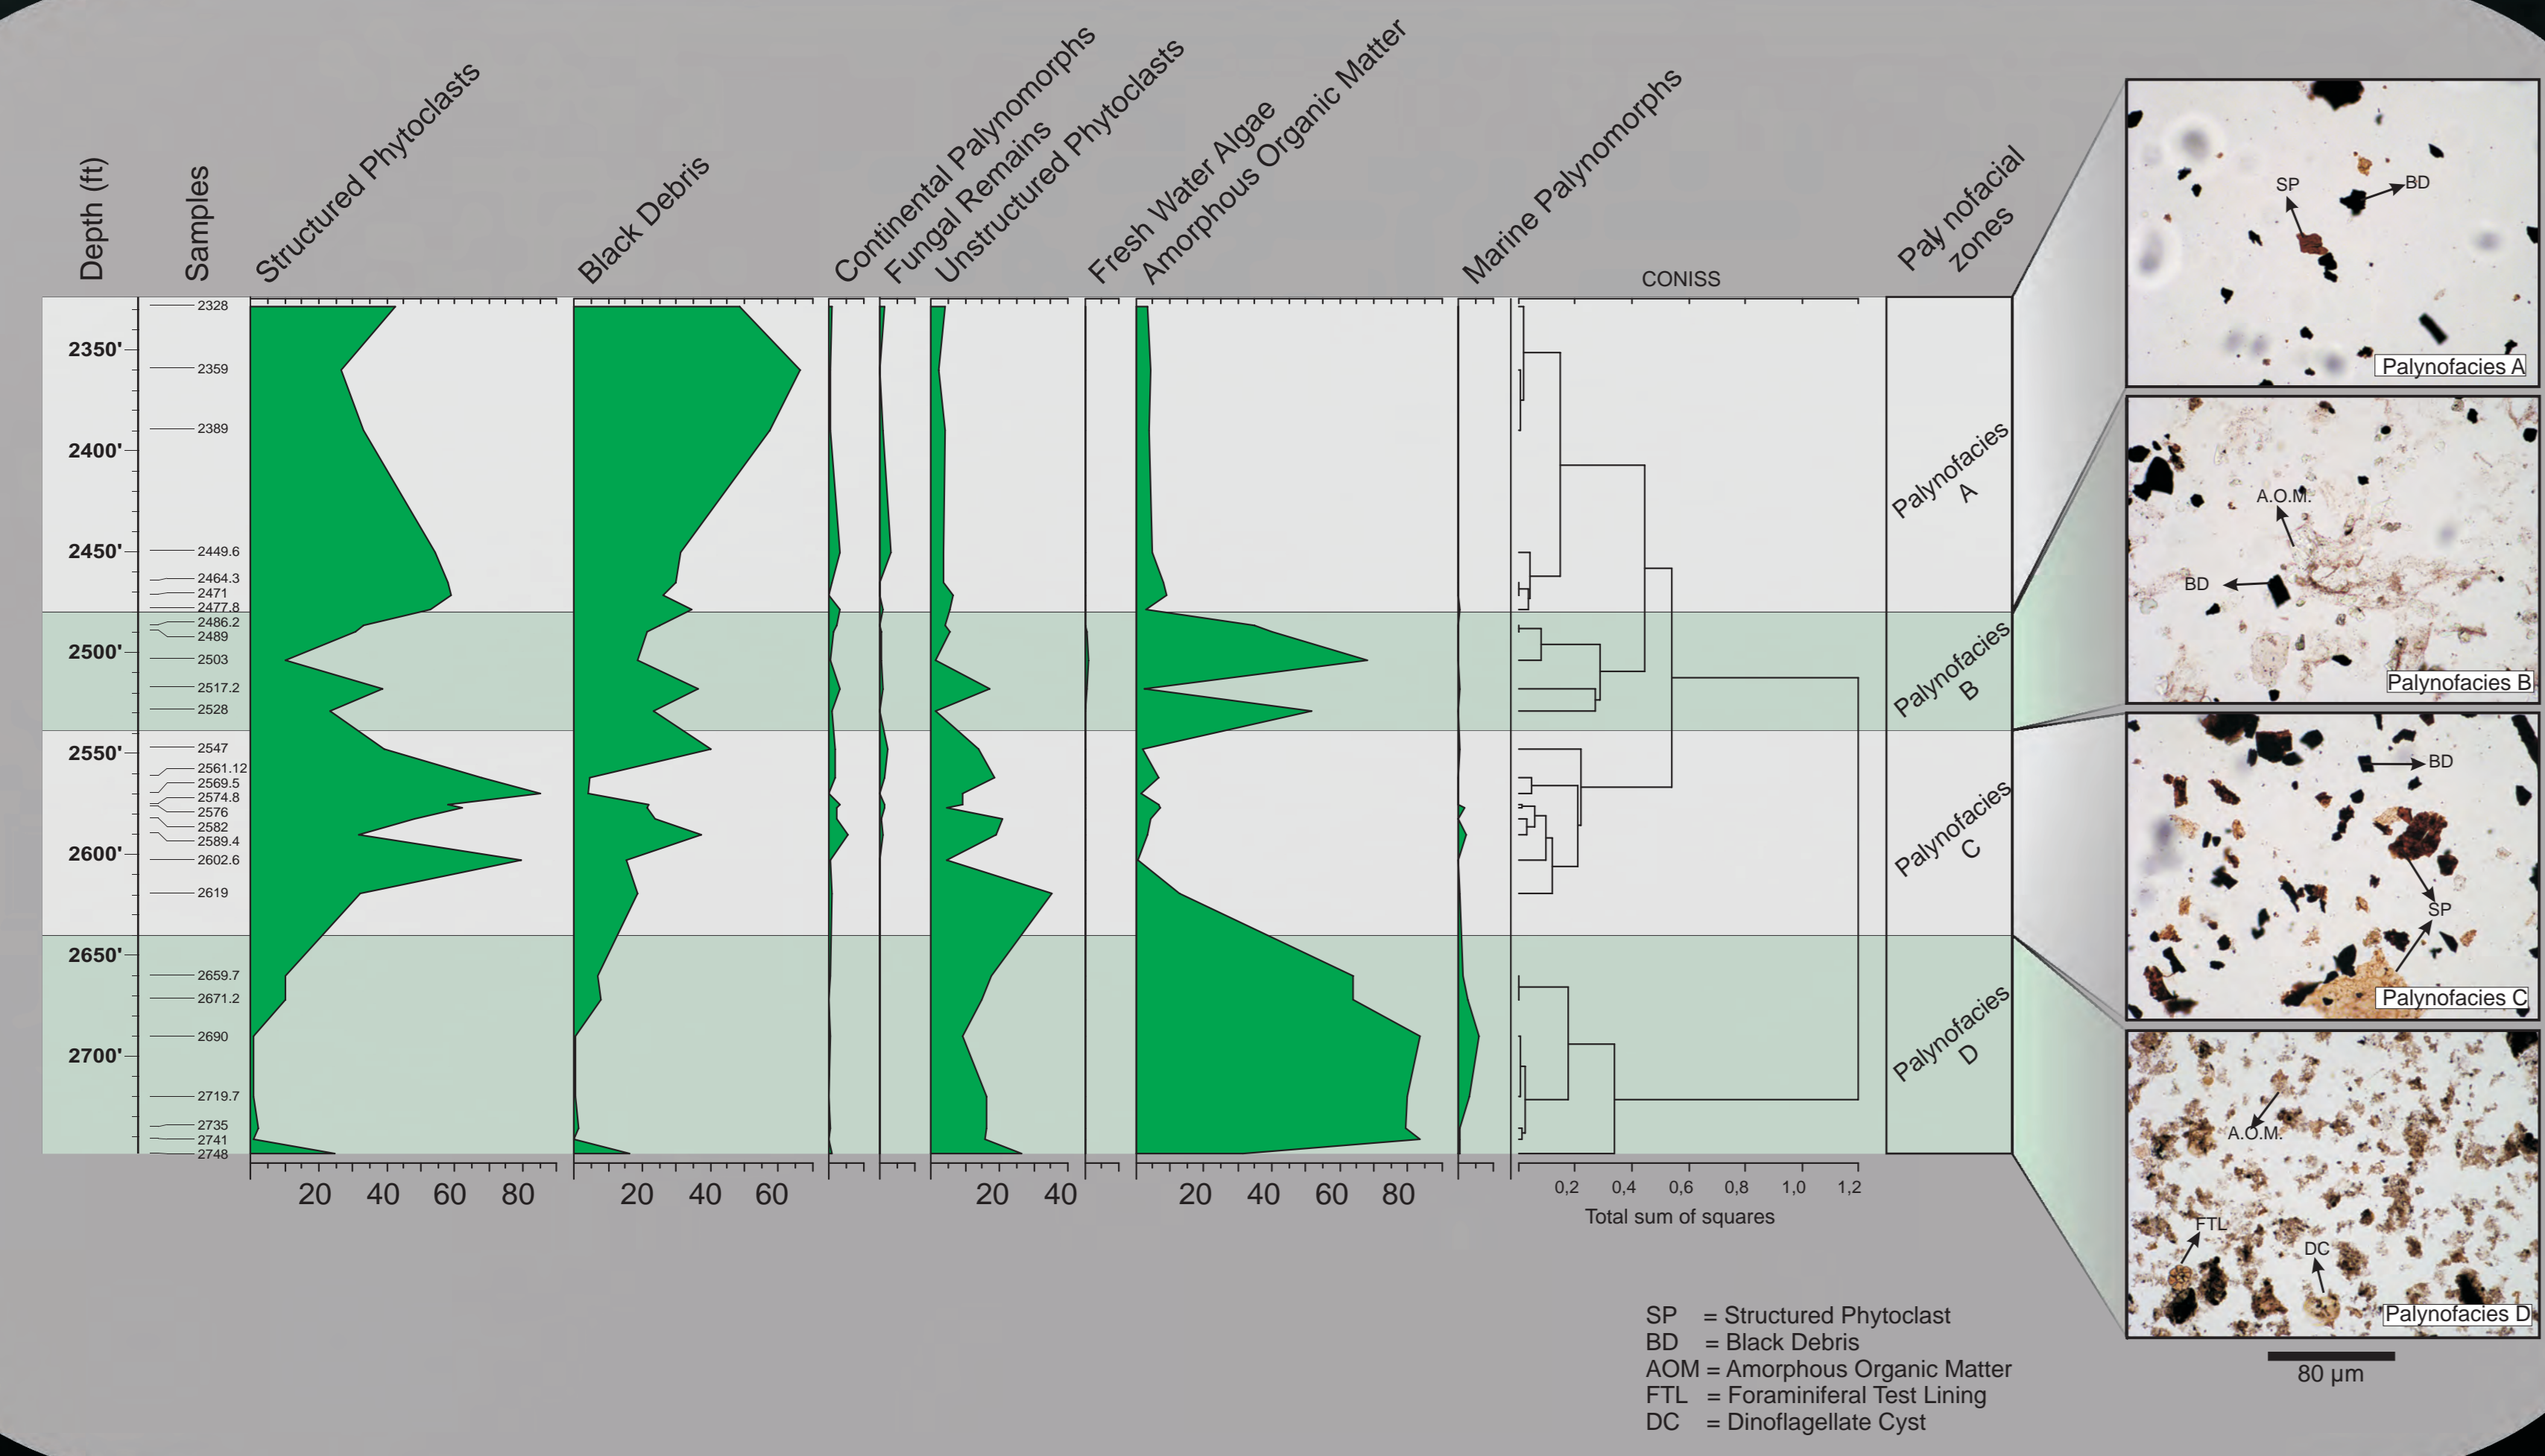 Depth (ft)
Samples
Structured Phytoclasts
Black Debris
Continental Palynomorphs
Fungal Remains
Unstructured Phytoclasts
Fresh Water Algae
Amorphous Organic Matter
Marine Palynomorphs
CONISS
Paly nofacial
zones
2350'
2400'
2450'
2500'
2550'
2600'
2650'
2700'
2328
2359
2389
2449.6
2464.3
2471
2477.8
2486.2
2489
2503
2517.2
2528
2547
2561.12
2569.5
2574.8
2576
2582
2589.4
2602.6
2619
2659.7
2671.2
2690
2719.7
2735
2741
2748
20 40 60 80
20 40 60
20 40
20 40 60 80
0,2 0,4 0,6 0,8 1,0 1,2
Total sum of squares
Palynofacies
A
Palynofacies
B
Palynofacies
C
Palynofacies
D
SP
BD
Palynofacies A
A.O.M.
BD
Palynofacies B
BD
SP
Palynofacies C
A.O.M.
FTL
DC
Palynofacies D
80 µm
SP = Structured Phytoclast
BD = Black Debris
AOM = Amorphous Organic Matter
FTL = Foraminiferal Test Lining
DC = Dinoflagellate Cyst